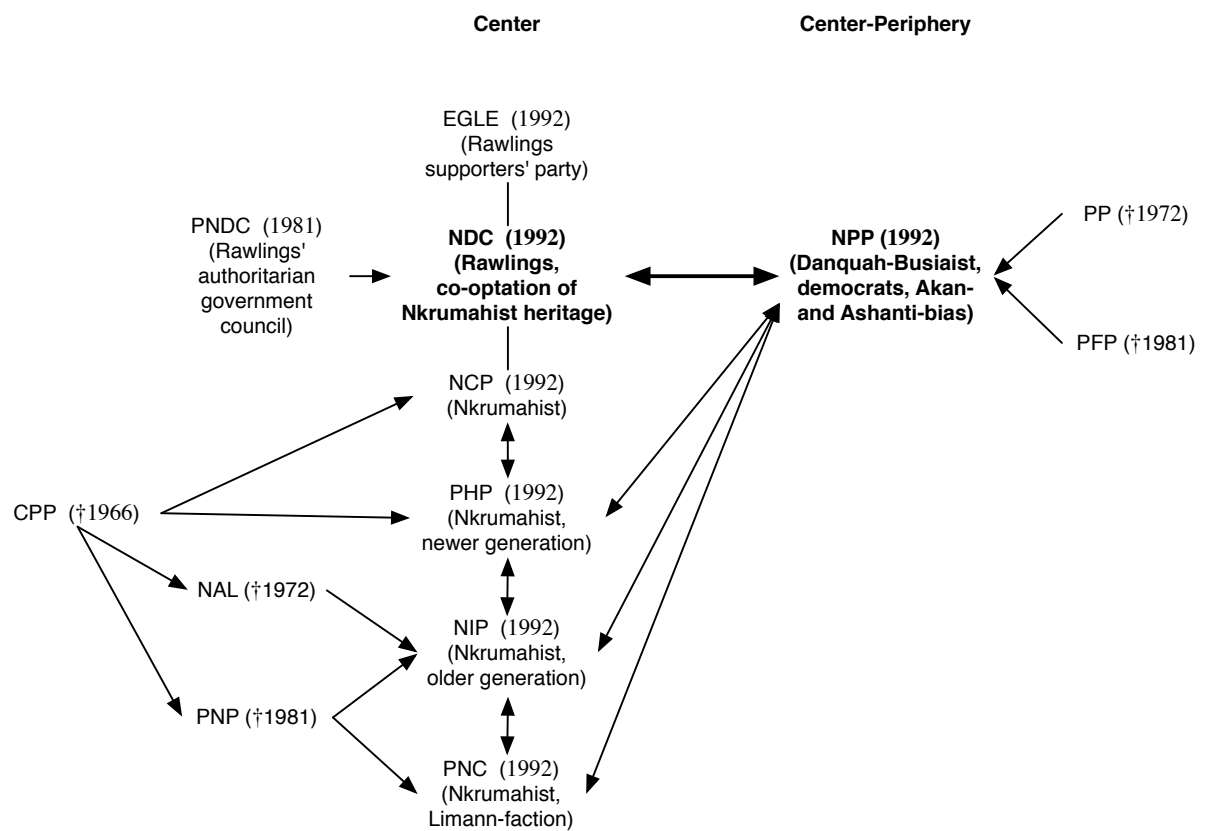 Center
Center-Periphery
EGLE (1992)
(Rawlings
supporters' party)
PNDC (1981)
(Rawlings'
authoritarian
government
council)
NDC (1992)
(Rawlings,
co-optation of
Nkrumahist heritage)
NPP (1992)
(Danquah-Busiaist,
democrats, Akan-
and Ashanti-bias)
PP (†1972)
PFP (†1981)
NCP (1992)
(Nkrumahist)
CPP (†1966)
PHP (1992)
(Nkrumahist,
newer generation)
NAL (†1972)
NIP (1992)
(Nkrumahist,
older generation)
PNP (†1981)
PNC (1992)
(Nkrumahist,
Limann-faction)